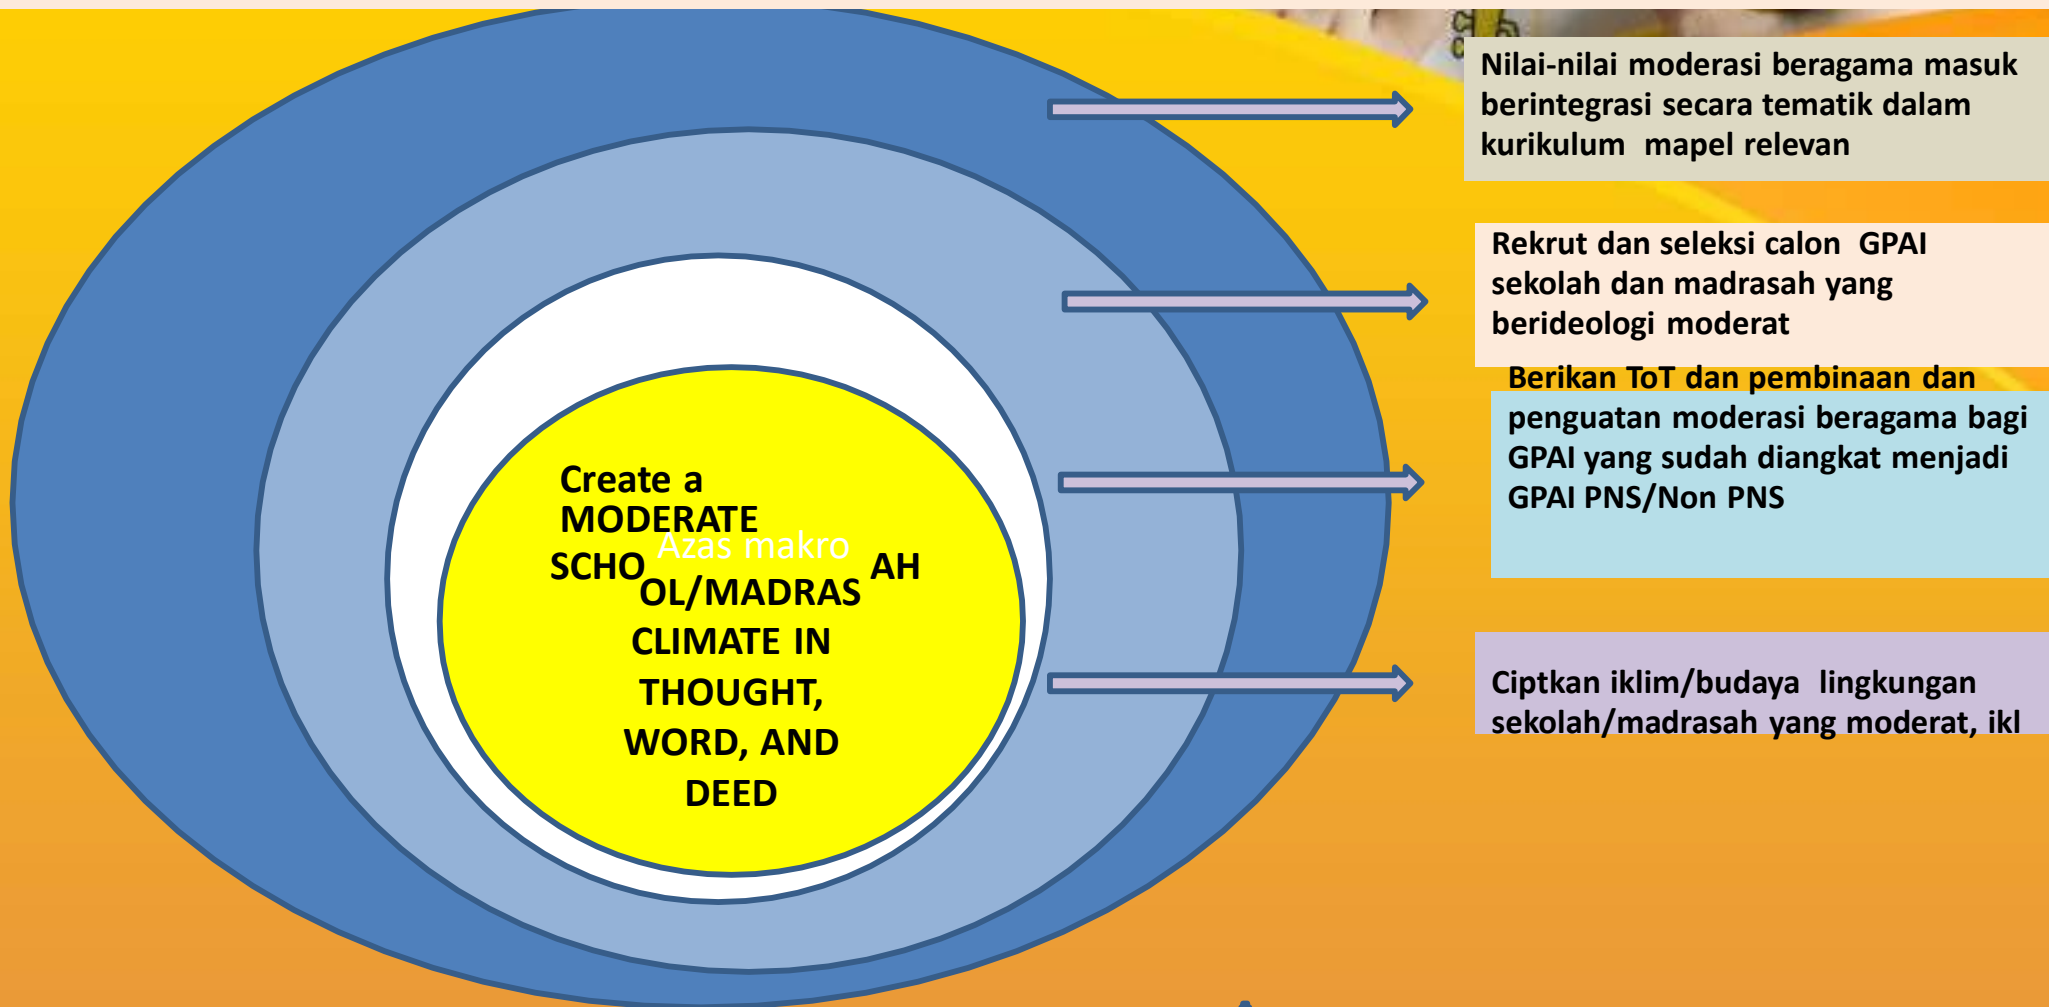 Create a
MODERATE
Azas makro
SCHO
AH
OL/MADRAS
CLIMATE IN
THOUGHT,
WORD, AND
DEED
Nilai-nilai moderasi beragama masuk
berintegrasi secara tematik dalam
kurikulum mapel relevan
Rekrut dan seleksi calon GPAI
sekolah dan madrasah yang
berideologi moderat
Berikan ToT dan pembinaan dan
penguatan moderasi beragama bagi
GPAI yang sudah diangkat menjadi
GPAI PNS/Non PNS
Ciptkan iklim/budaya lingkungan
sekolah/madrasah yang moderat, ikl